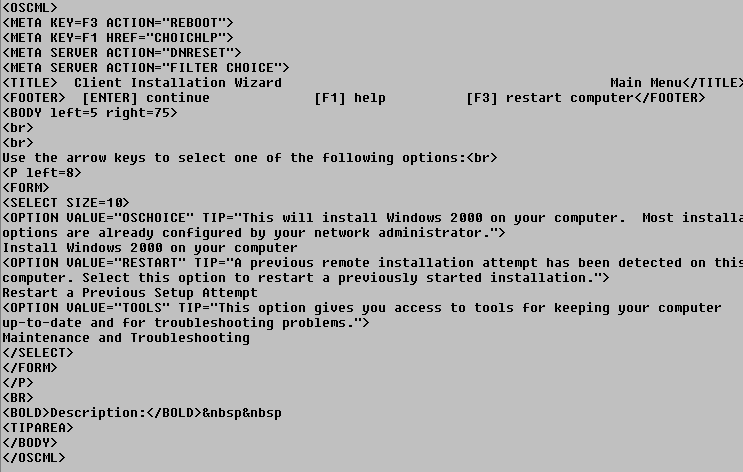 <OSCML>
<META KEY=F3 ACTION="REBOOT">
<META KEY=F1 HREF="CHOICHLP">
<META SERVER ACTION="DNRESET">
<META SERVER ACTION="FILTER CHOICE">
<TITLE>  Client Installation Wizard                                         Main Menu</TITLE>
<FOOTER>  [ENTER] continue             [F1] help          [F3] restart computer</FOOTER>
<BODY left=5 right=75>
<br>
<br>
Use the arrow keys to select one of the following options:<br>
<P left=8>
<FORM>
<SELECT SIZE=10>
<OPTION VALUE="OSCHOICE" TIP="This will install Windows 2000 on your computer.  Most installa
options are already configured by your network administrator.">
Install Windows 2000 on your computer
<OPTION VALUE="RESTART" TIP="A previous remote installation attempt has been detected on this
computer. Select this option to restart a previously started installation.">
Restart a Previous Setup Attempt
<OPTION VALUE="TOOLS" TIP="This option gives you access to tools for keeping your computer
up-to-date and for troubleshooting problems.">
Maintenance and Troubleshooting
</SELECT>
</FORM>
</P>
<BR>
<BOLD>Description:</BOLD>&nbsp&nbsp
<TIPAREA>
</BODY>
</OSCML>